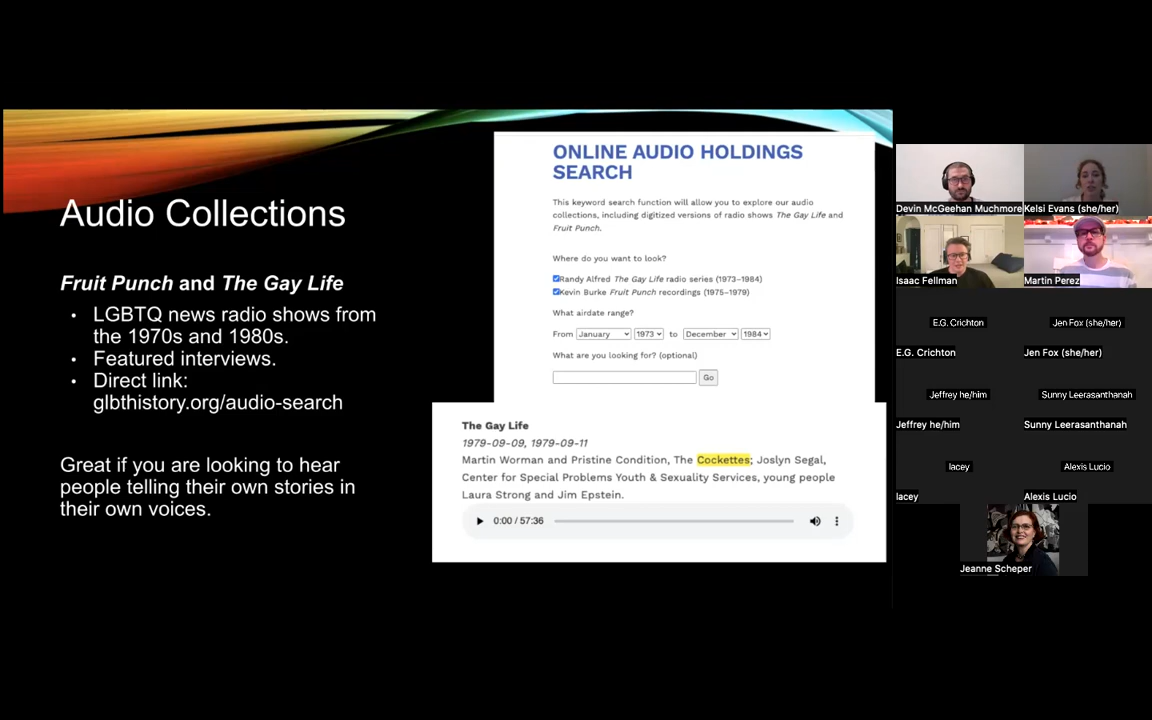 Audio Collections
Fruit Punch and The Gay Life
• LGBTQ news radio shows from
the 1970s and 1980s.
• Featured interviews.
• Direct link:
glbthistory.org/audio-search
Great if you are looking to hear
people telling their own stories in
their own voices.
ONLINE AUDIO HOLDINGS
SEARCH
This keyword search function will allow you to explore our audio
collections, including digitized versions of radio shows The Gay Life and
Fruit Punch.
Where do you want to look?
Randy Alfred The Gay Life radio series (1973–1984)
Kevin Burke Fruit Punch recordings (1975–1979)
What airdate range?
From January 1973 to December 1984
What are you looking for? (optional)
Go
The Gay Life
1979-09-09, 1979-09-11
Martin Worman and Pristine Condition, The Cockettes; Joslyn Segal,
Center for Special Problems Youth & Sexuality Services, young people
Laura Strong and Jim Epstein.
0:00 / 57:36
Devin McGeehan Muchmore
Kelsi Evans (she/her)
Isaac Fellman
Martin Perez
E.G. Crichton
Jen Fox (she/her)
E.G. Crichton
Jen Fox (she/her)
Jeffrey he/him
Sunny Leerasanthanah
Jeffrey he/him
Sunny Leerasanthanah
lacey
Alexis Lucio
lacey
Alexis Lucio
Jeanne Scheper